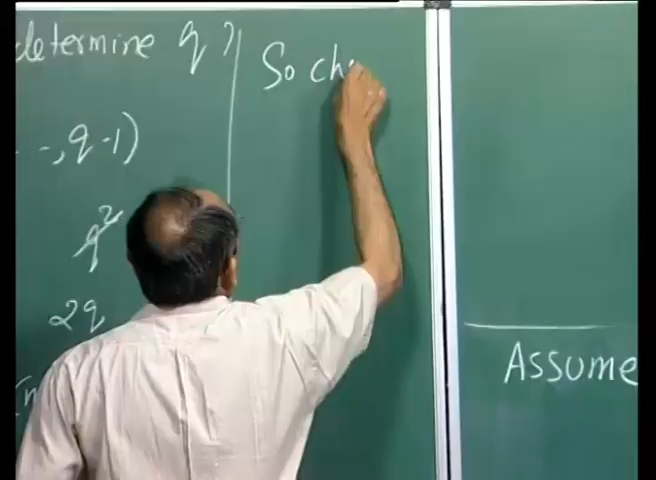 determine q?
- -, q-1)
q²
2q
So ch
Assume